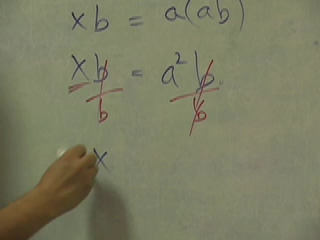 xb = a(ab)
xb = a²b
b b
x